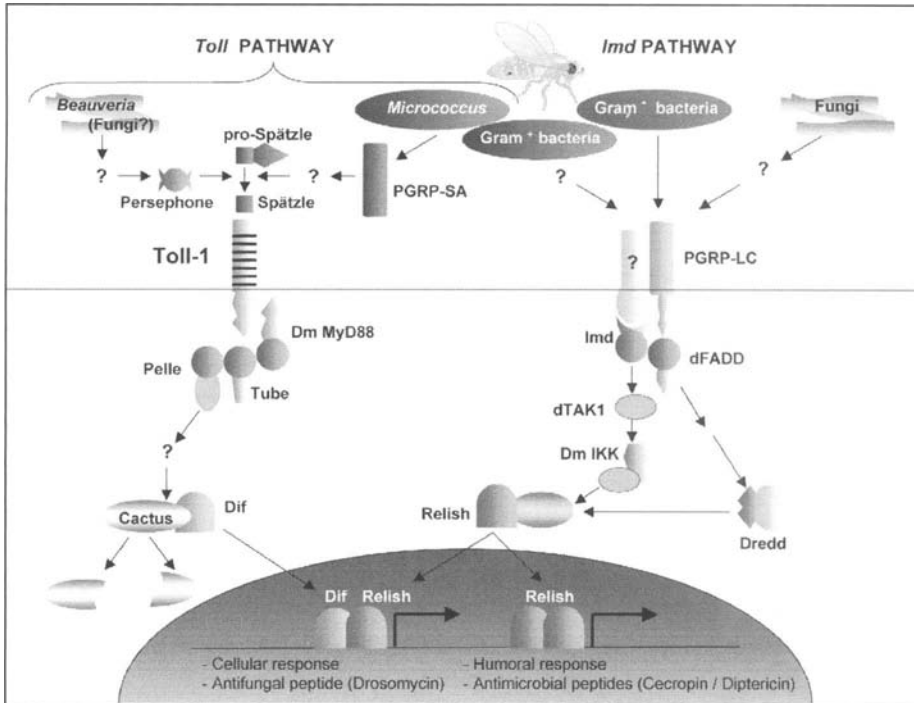 Toll PATHWAY
Imd PATHWAY
Beauveria
(Fungi?)
Micrococcus
Gram + bacteria
Gram + bacteria
Fungi
pro-Spätzle
?
?
?
?
Persephone
Spätzle
PGRP-SA
Toll-1
?
PGRP-LC
Dm MyD88
Imd
dFADD
Pelle
Tube
dTAK1
?
Dm IKK
Cactus
Dif
Relish
Dredd
Dif Relish
Relish
- Cellular response
- Antifungal peptide (Drosomycin)
- Humoral response
- Antimicrobial peptides (Cecropin / Diptericin)